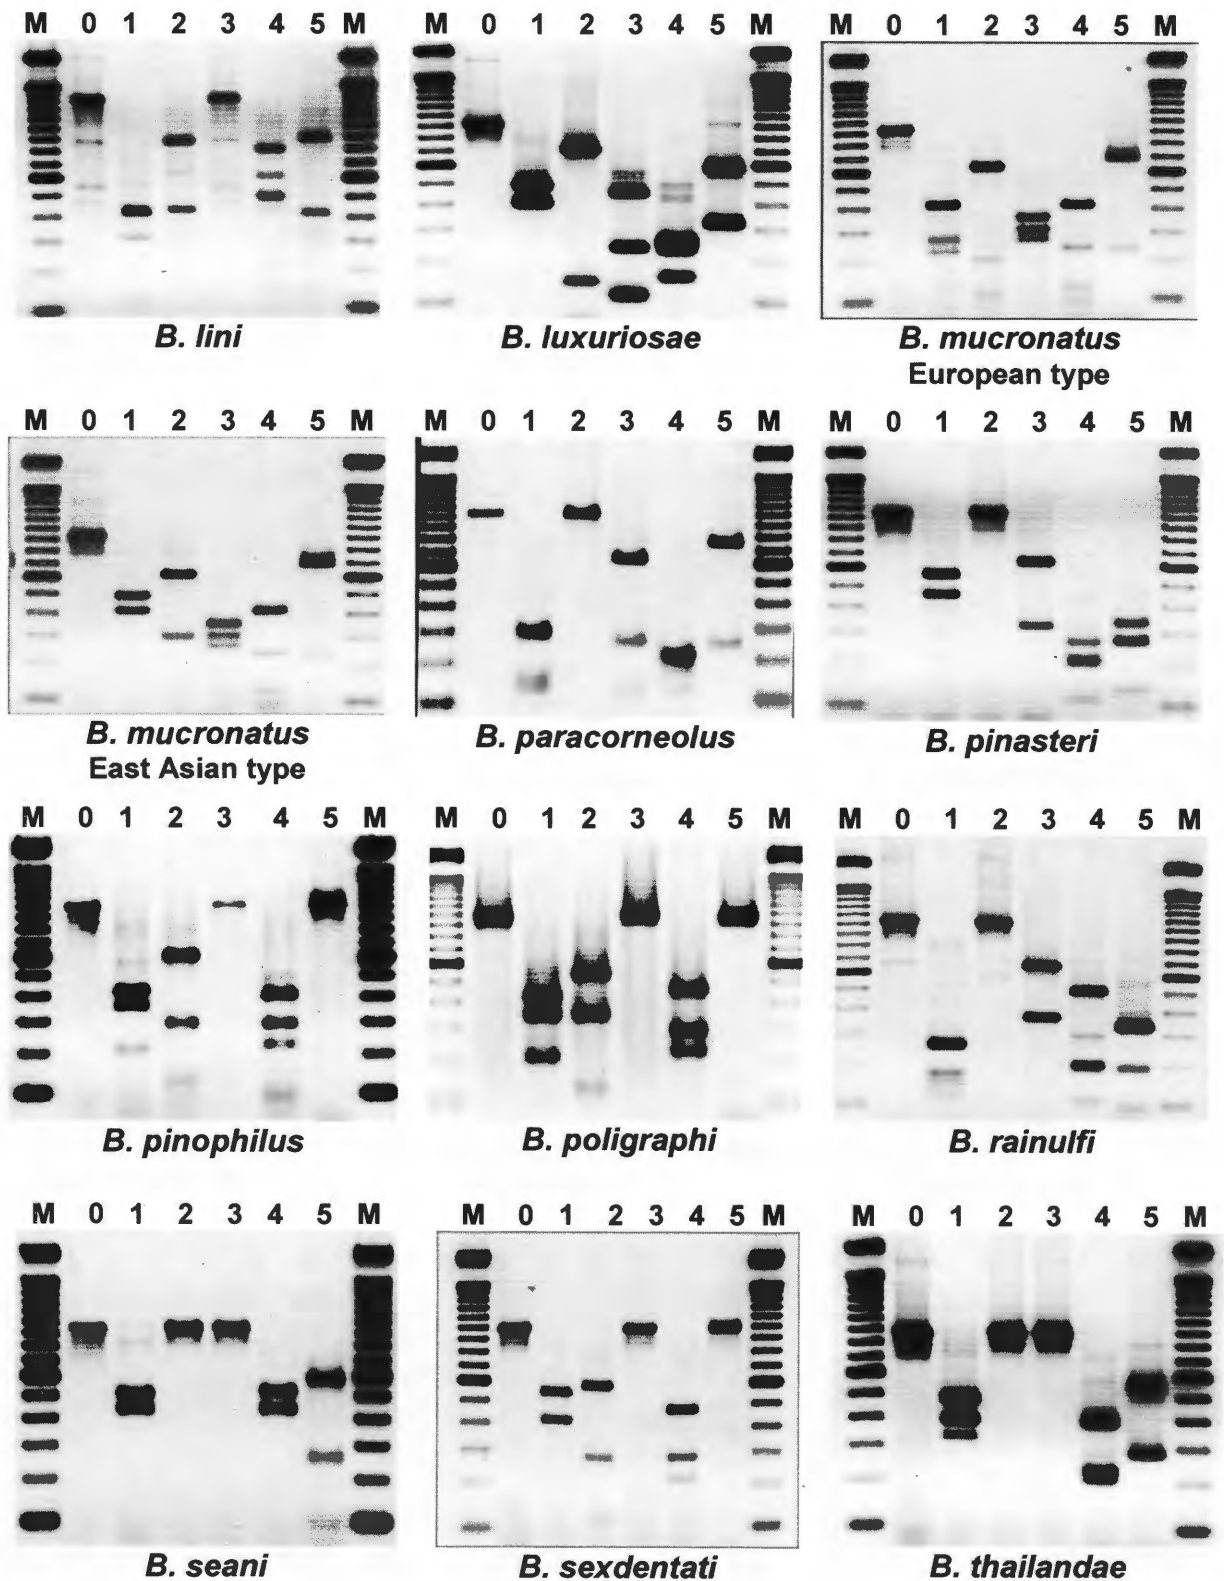 M 0 1 2 3 4 5 M
M 0 1 2 3 4 5 M
M 0 1 2 3 4 5 M
B. lini
B. luxuriosae
B. mucronatus
European type
M 0 1 2 3 4 5 M
M 0 1 2 3 4 5 M
M 0 1 2 3 4 5 M
B. mucronatus
East Asian type
B. paracorneolus
B. pinasteri
M 0 1 2 3 4 5 M
M 0 1 2 3 4 5 M
M 0 1 2 3 4 5 M
B. pinophilus
B. poligraphi
B. rainulfi
M 0 1 2 3 4 5 M
M 0 1 2 3 4 5 M
M 0 1 2 3 4 5 M
B. seani
B. sexdentati
B. thailandae